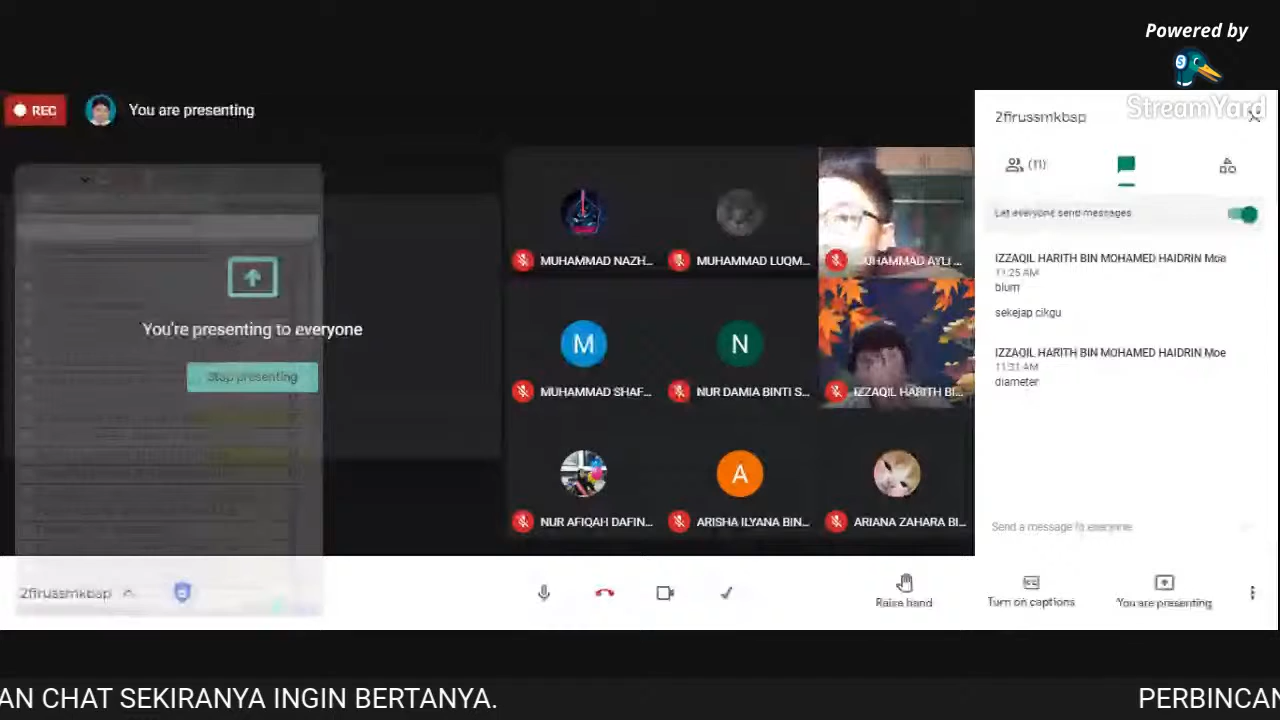 Powered by
StreamYard
REC
You are presenting
2firussmkbsp
(11)
Let everyone send messages
IZZAQIL HARITH BIN MOHAMED HAIDRIN Moe
11:25 AM
blum
sekejap cikgu
IZZAQIL HARITH BIN MOHAMED HAIDRIN Moe
11:31 AM
diameter
Send a message to everyone
You're presenting to everyone
Stop presenting
MUHAMMAD NAZH...
MUHAMMAD LUQM...
MUHAMMAD AYLI ...
M
N
MUHAMMAD SHAF...
NUR DAMIA BINTI S...
IZZAQIL HARITH BI...
A
NUR AFIQAH DAFIN...
ARISHA ILYANA BIN...
ARIANA ZAHARA BI...
2firussmkbsp
Raise hand
Turn on captions
You are presenting
AN CHAT SEKIRANYA INGIN BERTANYA.
PERBINCAN